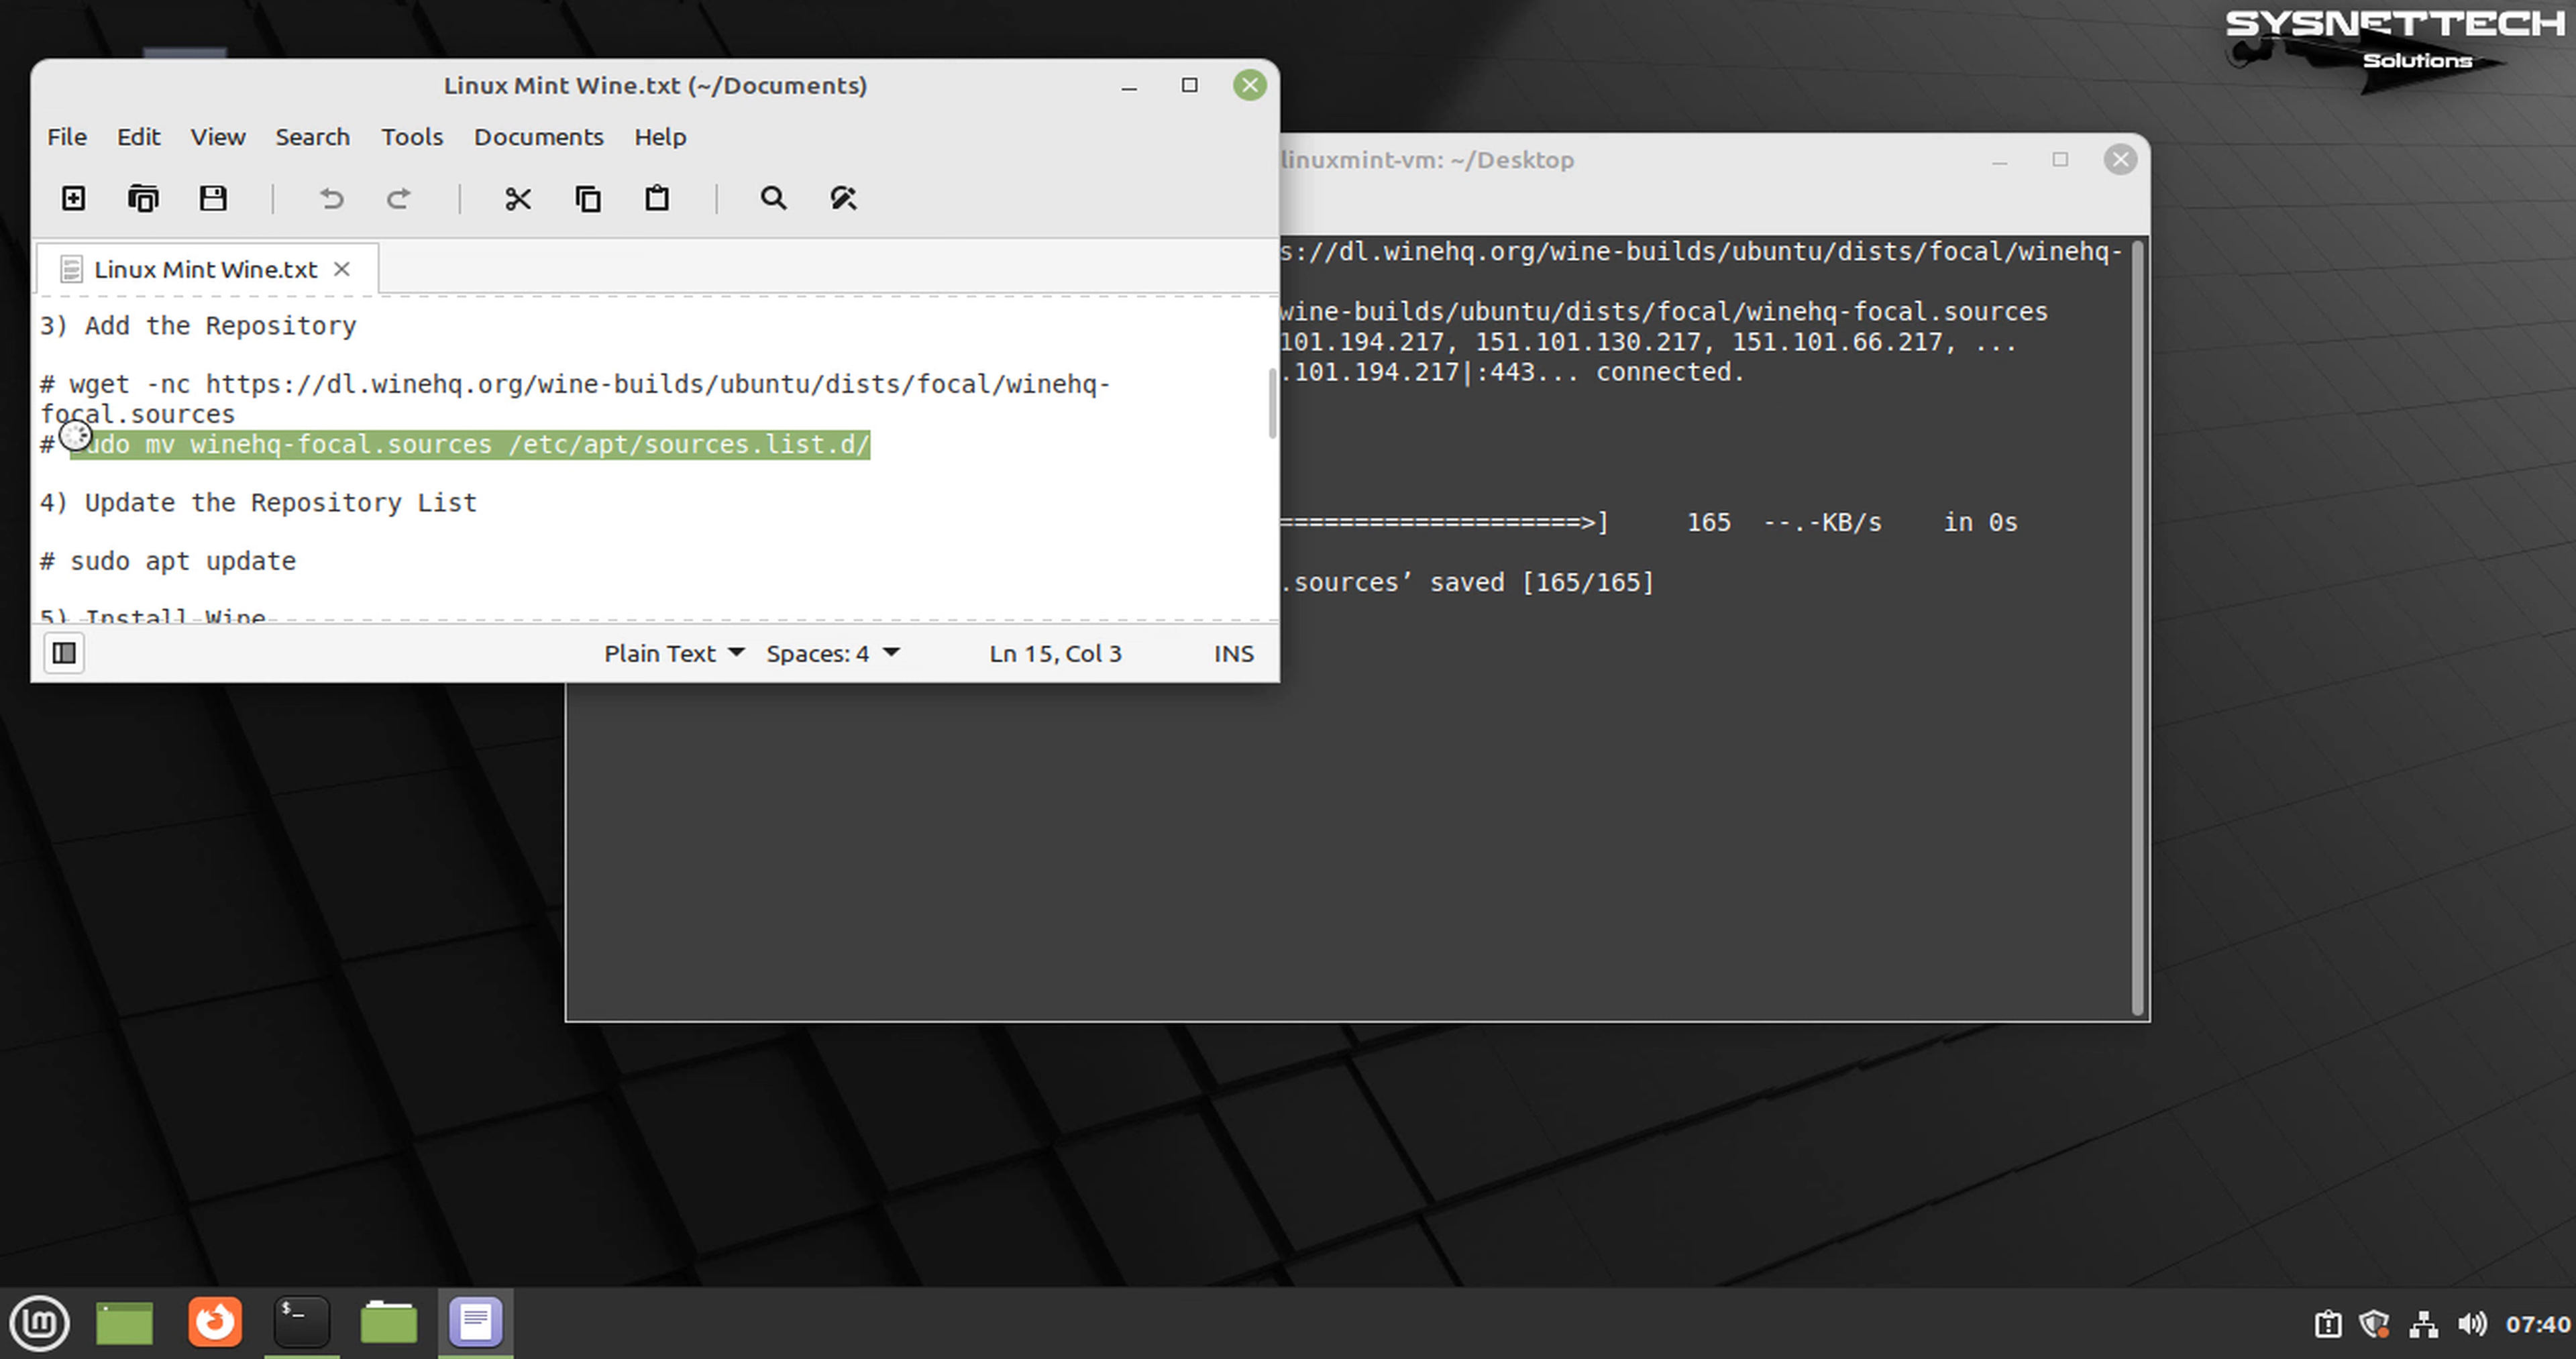 SYSNETTECH
Solutions
Linux Mint Wine.txt (~/Documents)
File Edit View Search Tools Documents Help
Linux Mint Wine.txt
3) Add the Repository
# wget -nc https://dl.winehq.org/wine-builds/ubuntu/dists/focal/winehq-
focal.sources
# sudo mv winehq-focal.sources /etc/apt/sources.list.d/
4) Update the Repository List
# sudo apt update
5) Install Wine
Plain Text Spaces: 4 Ln 15, Col 3 INS
linuxmint-vm: ~/Desktop
s://dl.winehq.org/wine-builds/ubuntu/dists/focal/winehq-
wine-builds/ubuntu/dists/focal/winehq-focal.sources
101.194.217, 151.101.130.217, 151.101.66.217, ...
.101.194.217|:443... connected.
====================>] 165 --.-KB/s in 0s
.sources’ saved [165/165]
$_
07:40